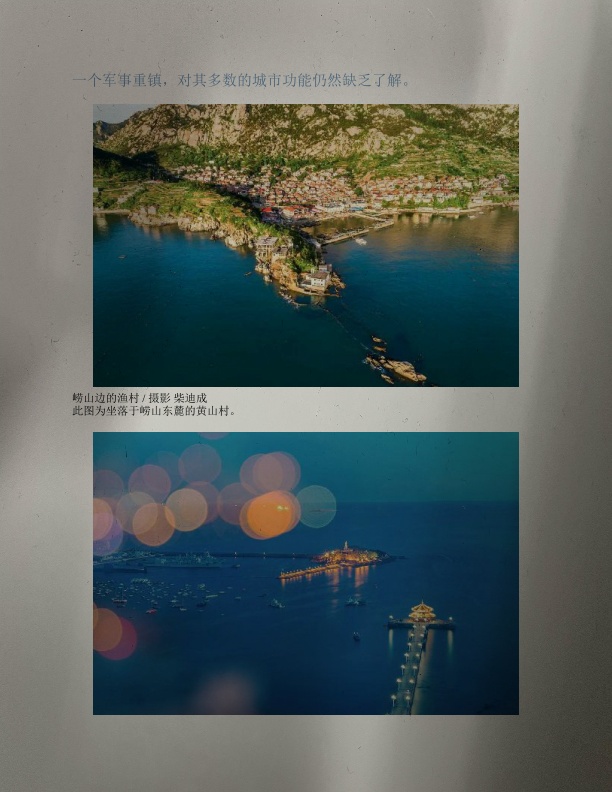 一个军事重镇，对其多数的城市功能仍然缺乏了解。
崂山边的渔村 / 摄影 柴迪成
此图为坐落于崂山东麓的黄山村。